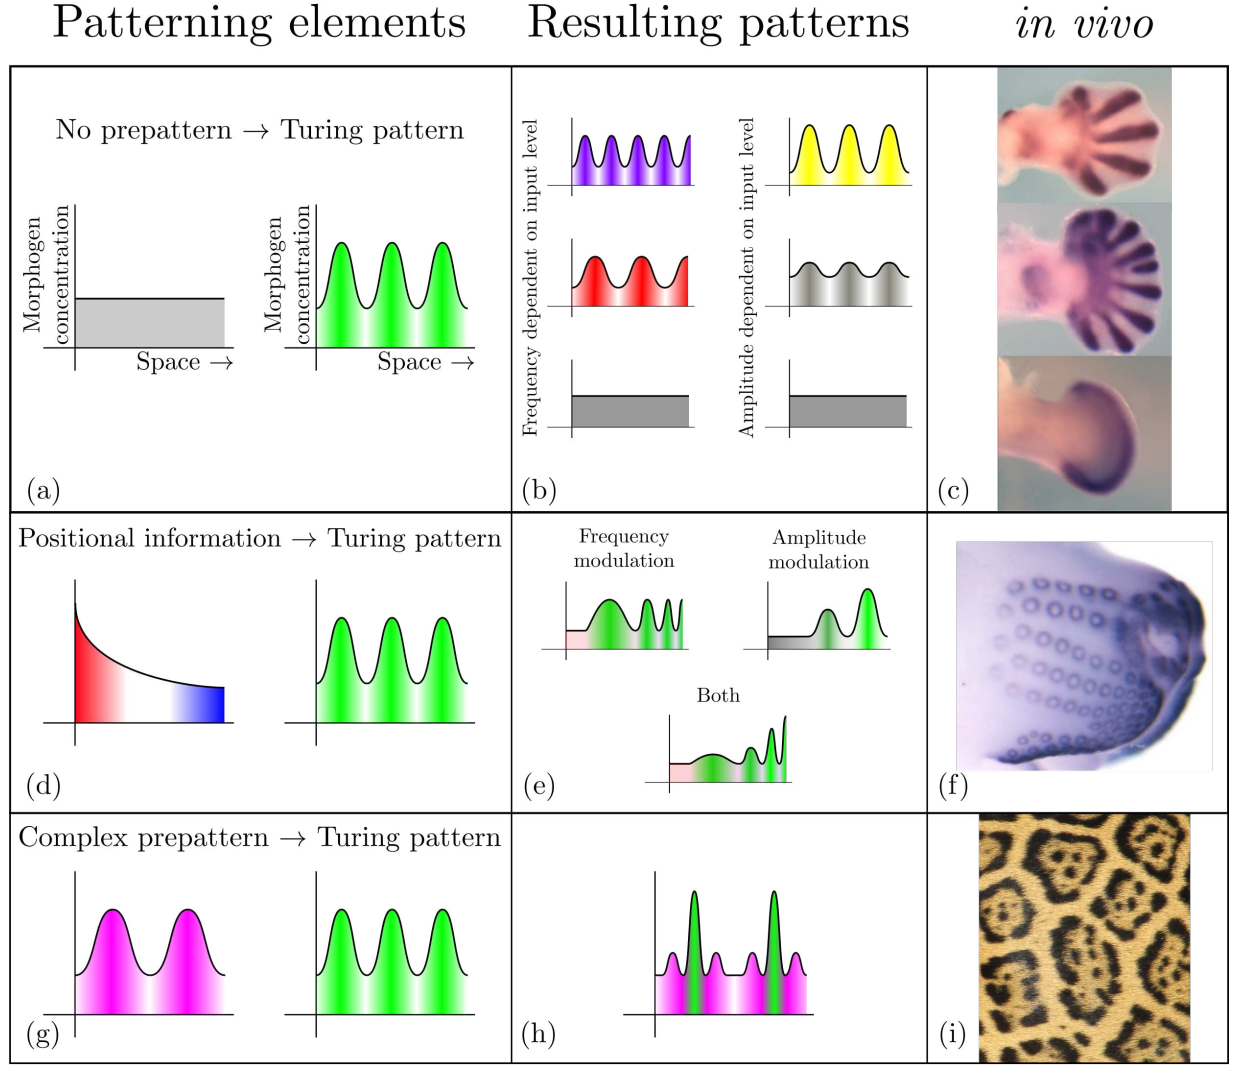 Patterning elements
Resulting patterns
in vivo
No prepattern → Turing pattern
Morphogen
concentration
Space →
Morphogen
concentration
Space →
(a)
Frequency dependent on input level
Amplitude dependent on input level
(b)
(c)
Positional information → Turing pattern
(d)
Frequency
modulation
Amplitude
modulation
Both
(e)
(f)
Complex prepattern → Turing pattern
(g)
(h)
(i)